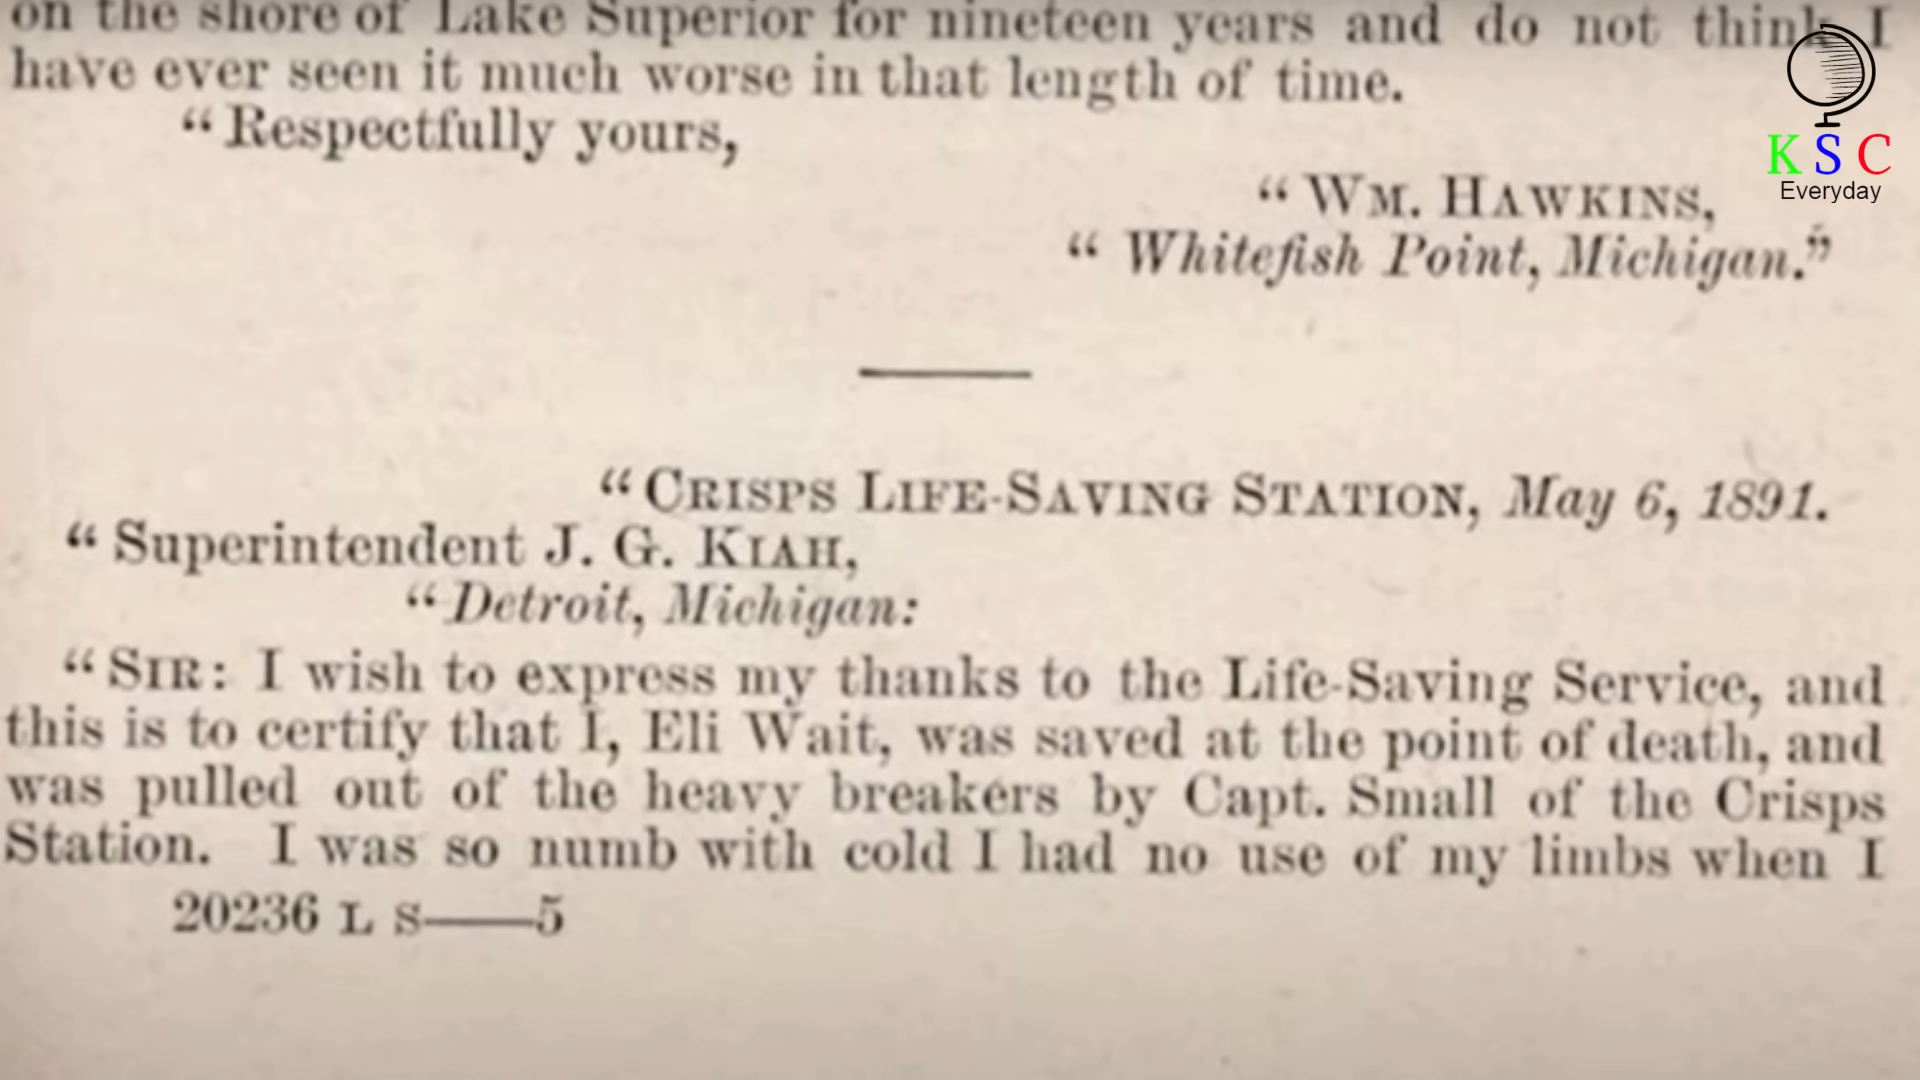 on the shore of Lake Superior for nineteen years and do not think I
have ever seen it much worse in that length of time.
“Respectfully yours,
“WM. HAWKINS,
“Whitefish Point, Michigan.”
“CRISPS LIFE-SAVING STATION, May 6, 1891.
“Superintendent J. G. KIAH,
“Detroit, Michigan:
“SIR: I wish to express my thanks to the Life-Saving Service, and
this is to certify that I, Eli Wait, was saved at the point of death, and
was pulled out of the heavy breakers by Capt. Small of the Crisps
Station. I was so numb with cold I had no use of my limbs when I
20236 L S——5
K S C
Everyday